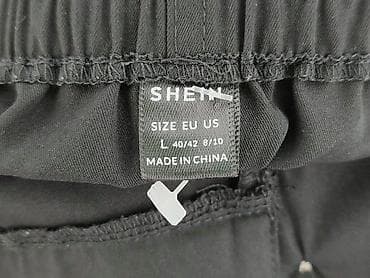 SHEIN
SIZE EU US
L 40/42 8/10
MADE IN CHINA